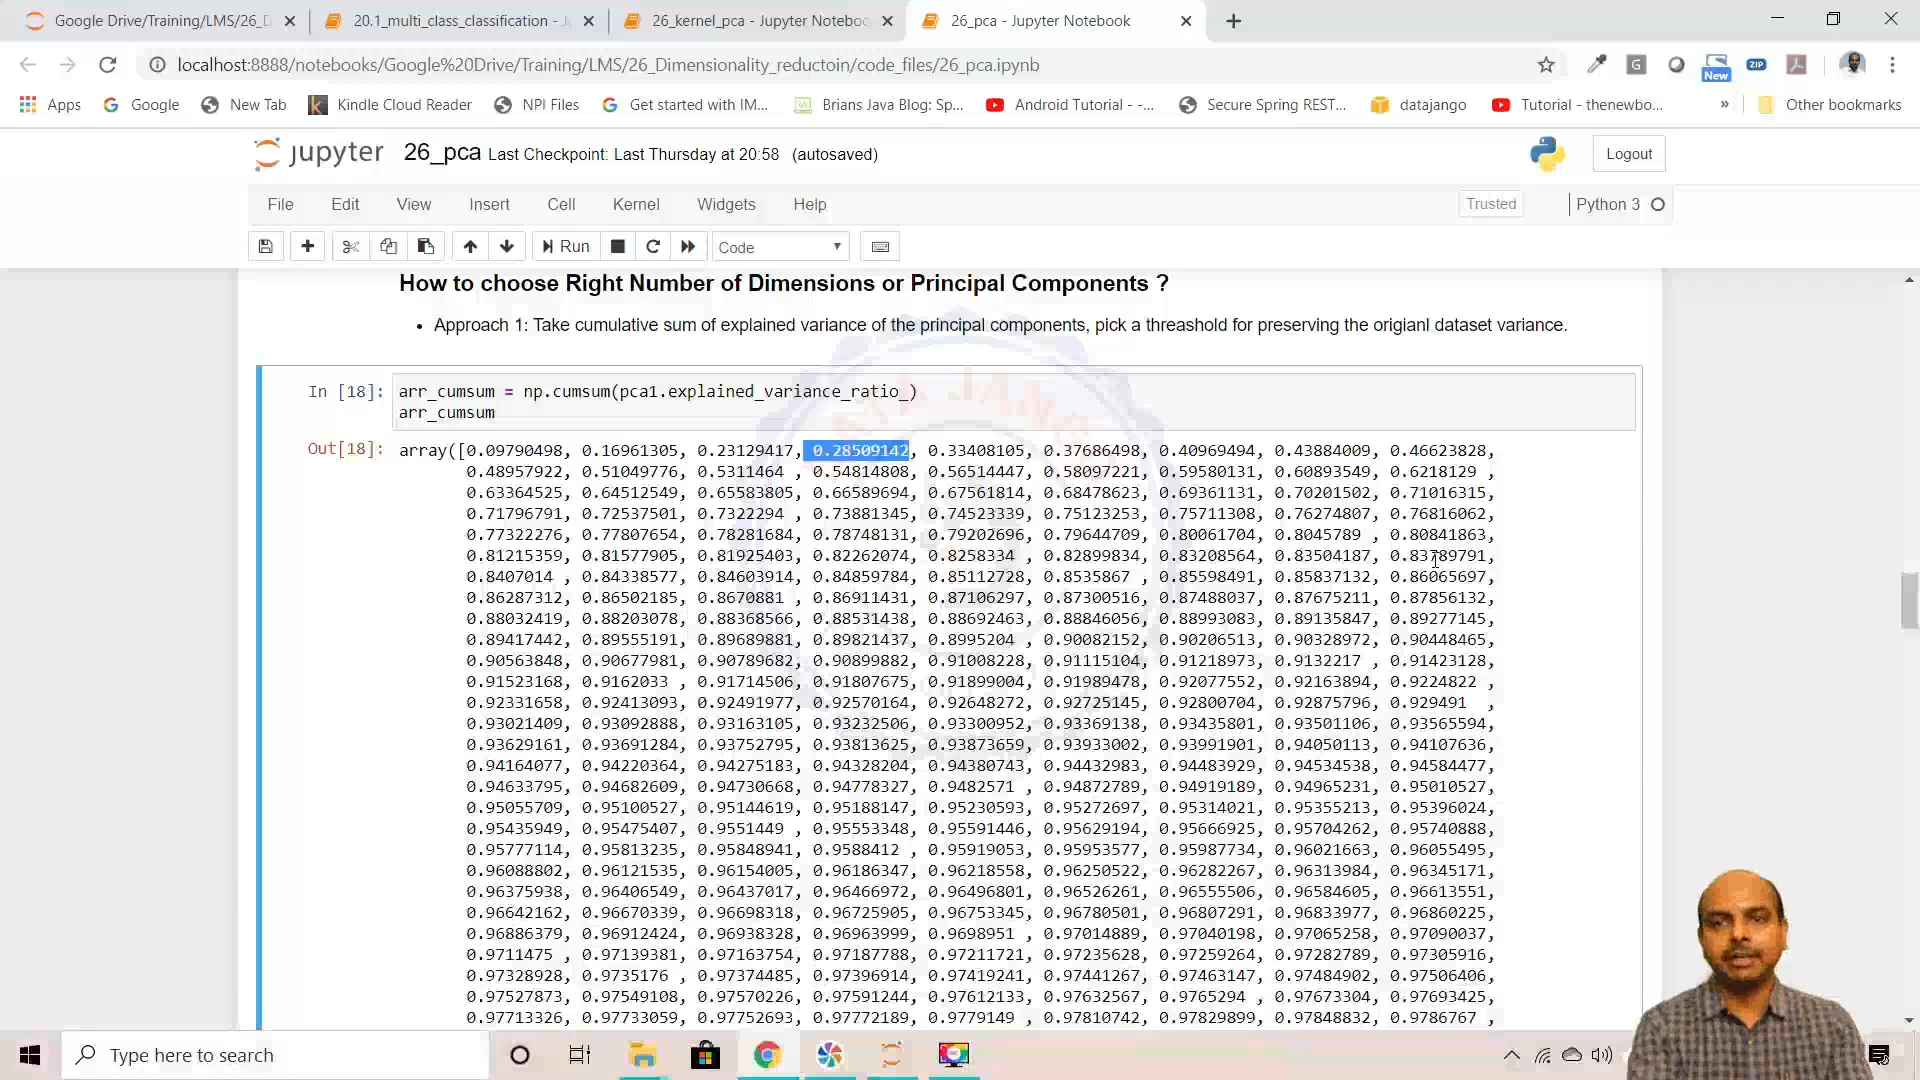 Google Drive/Training/LMS/26_D
20.1_multi_class_classification - Ju
26_kernel_pca - Jupyter Notebook
26_pca - Jupyter Notebook
localhost:8888/notebooks/Google%20Drive/Training/LMS/26_Dimensionality_reductoin/code_files/26_pca.ipynb
New
ZIP
Apps
Google
New Tab
Kindle Cloud Reader
NPI Files
Get started with IM...
Brians Java Blog: Sp...
Android Tutorial - -...
Secure Spring REST...
datajango
Tutorial - thenewbo...
»
Other bookmarks
jupyter 26_pca Last Checkpoint: Last Thursday at 20:58 (autosaved)
Logout
File Edit View Insert Cell Kernel Widgets Help
Trusted
Python 3
Run
Code
How to choose Right Number of Dimensions or Principal Components ?
• Approach 1: Take cumulative sum of explained variance of the principal components, pick a threashold for preserving the origianl dataset variance.
In [18]: arr_cumsum = np.cumsum(pca1.explained_variance_ratio_)
arr_cumsum
Out[18]: array([0.09790498, 0.16961305, 0.23129417, 0.28509142, 0.33408105, 0.37686498, 0.40969494, 0.43884009, 0.46623828,
0.48957922, 0.51049776, 0.5311464 , 0.54814808, 0.56514447, 0.58097221, 0.59580131, 0.60893549, 0.6218129 ,
0.63364525, 0.64512549, 0.65583805, 0.66589694, 0.67561814, 0.68478623, 0.69361131, 0.70201502, 0.71016315,
0.71796791, 0.72537501, 0.7322294 , 0.73881345, 0.74523339, 0.75123253, 0.75711308, 0.76274807, 0.76816062,
0.77322276, 0.77807654, 0.78281684, 0.78748131, 0.79202696, 0.79644709, 0.80061704, 0.8045789 , 0.80841863,
0.81215359, 0.81577905, 0.81925403, 0.82262074, 0.8258334 , 0.82899834, 0.83208564, 0.83504187, 0.83789791,
0.8407014 , 0.84338577, 0.84603914, 0.84859784, 0.85112728, 0.8535867 , 0.85598491, 0.85837132, 0.86065697,
0.86287312, 0.86502185, 0.8670881 , 0.86911431, 0.87106297, 0.87300516, 0.87488037, 0.87675211, 0.87856132,
0.88032419, 0.88203078, 0.88368566, 0.88531438, 0.88692463, 0.88846056, 0.88993083, 0.89135847, 0.89277145,
0.89417442, 0.89555191, 0.89689881, 0.89821437, 0.8995204 , 0.90082152, 0.90206513, 0.90328972, 0.90448465,
0.90563848, 0.90677981, 0.90789682, 0.90899882, 0.91008228, 0.91115104, 0.91218973, 0.9132217 , 0.91423128,
0.91523168, 0.9162033 , 0.91714506, 0.91807675, 0.91899004, 0.91989478, 0.92077552, 0.92163894, 0.9224822 ,
0.92331658, 0.92413093, 0.92491977, 0.92570164, 0.92648272, 0.92725145, 0.92800704, 0.92875796, 0.929491 ,
0.93021409, 0.93092888, 0.93163105, 0.93232506, 0.93300952, 0.93369138, 0.93435801, 0.93501106, 0.93565594,
0.93629161, 0.93691284, 0.93752795, 0.93813625, 0.93873659, 0.93933002, 0.93991901, 0.94050113, 0.94107636,
0.94164077, 0.94220364, 0.94275183, 0.94328204, 0.94380743, 0.94432983, 0.94483929, 0.94534538, 0.94584477,
0.94633795, 0.94682609, 0.94730668, 0.94778327, 0.9482571 , 0.94872789, 0.94919189, 0.94965231, 0.95010527,
0.95055709, 0.95100527, 0.95144619, 0.95188147, 0.95230593, 0.95272697, 0.95314021, 0.95355213, 0.95396024,
0.95435949, 0.95475407, 0.9551449 , 0.95553348, 0.95591446, 0.95629194, 0.95666925, 0.95704262, 0.95740888,
0.95777114, 0.95813235, 0.95848941, 0.9588412 , 0.95919053, 0.95953577, 0.95987734, 0.96021663, 0.96055495,
0.96088802, 0.96121535, 0.96154005, 0.96186347, 0.96218558, 0.96250522, 0.96282267, 0.96313984, 0.96345171,
0.96375938, 0.96406549, 0.96437017, 0.96466972, 0.96496801, 0.96526261, 0.96555506, 0.96584605, 0.96613551,
0.96642162, 0.96670339, 0.96698318, 0.96725905, 0.96753345, 0.96780501, 0.96807291, 0.96833977, 0.96860225,
0.96886379, 0.96912424, 0.96938328, 0.96963999, 0.9698951 , 0.97014889, 0.97040198, 0.97065258, 0.97090037,
0.9711475 , 0.97139381, 0.97163754, 0.97187788, 0.97211721, 0.97235628, 0.97259264, 0.97282789, 0.97305916,
0.97328928, 0.9735176 , 0.97374485, 0.97396914, 0.97419241, 0.97441267, 0.97463147, 0.97484902, 0.97506406,
0.97527873, 0.97549108, 0.97570226, 0.97591244, 0.97612133, 0.97632567, 0.9765294 , 0.97673304, 0.97693425,
0.97713326, 0.97733059, 0.97752693, 0.97772189, 0.9779149 , 0.97810742, 0.97829899, 0.97848832, 0.9786767 ,
Type here to search